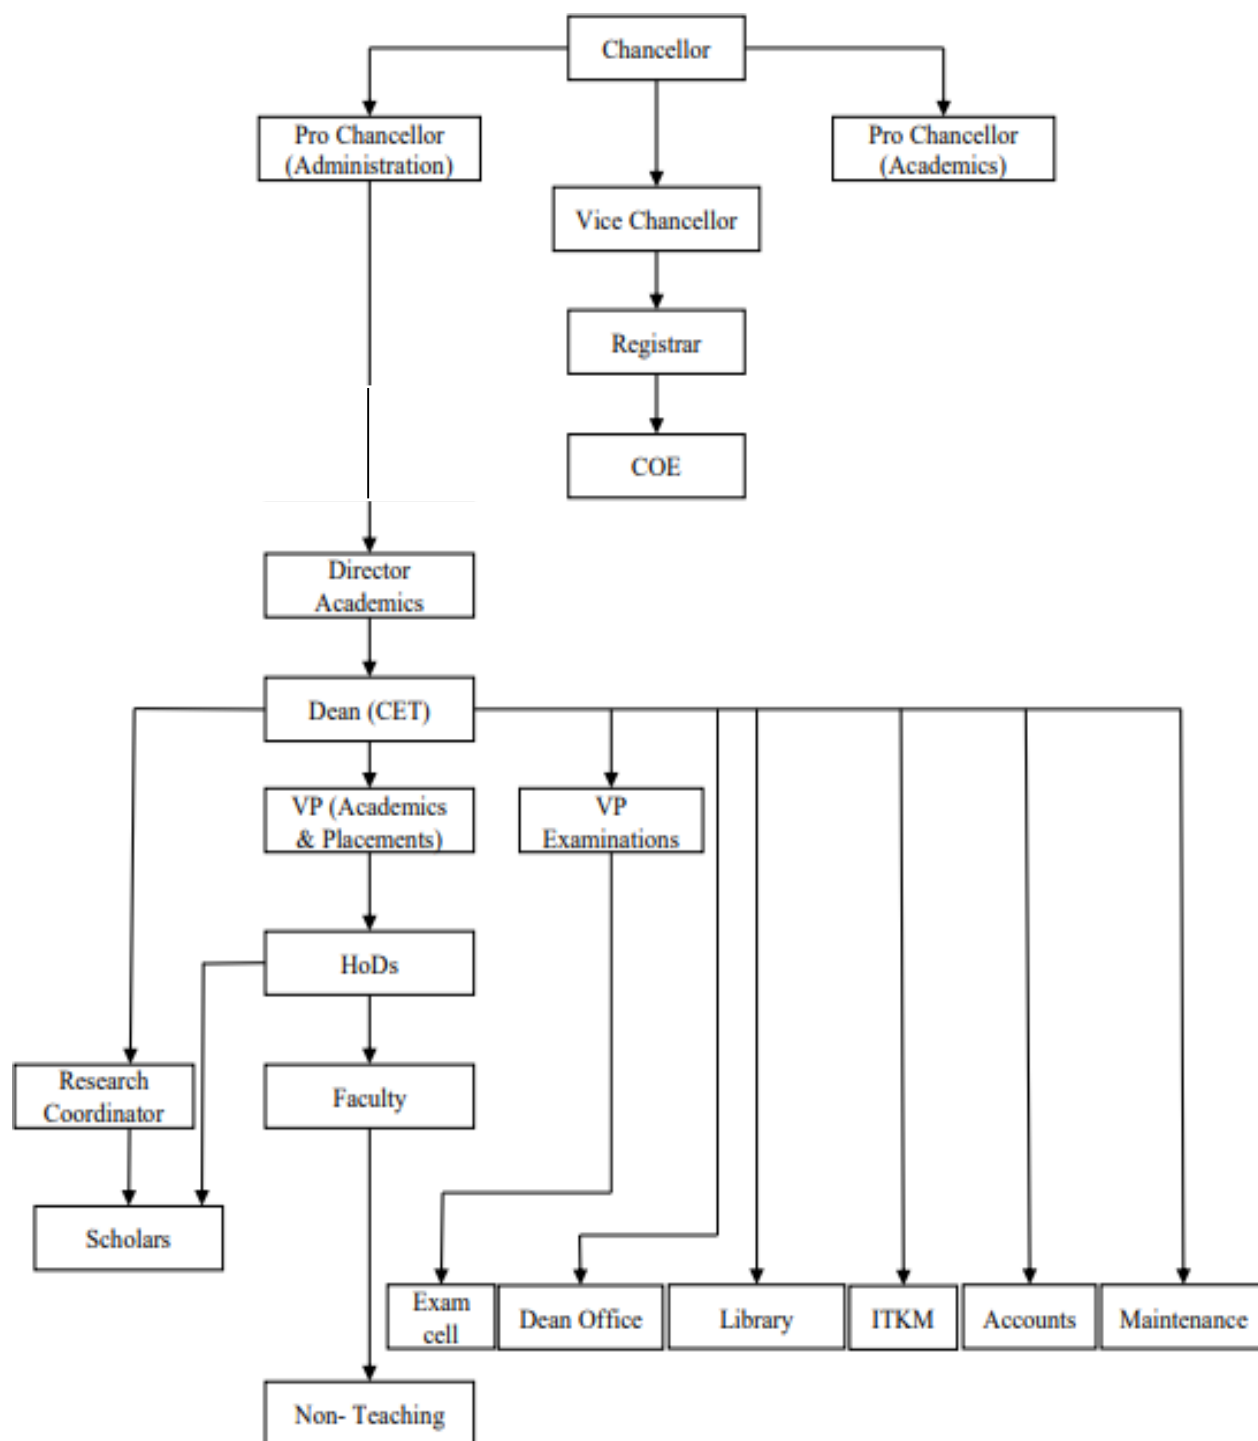 Chancellor
Pro Chancellor
(Administration)
Pro Chancellor
(Academics)
Vice Chancellor
Registrar
COE
Director
Academics
Dean (CET)
VP (Academics
& Placements)
VP
Examinations
HoDs
Research
Coordinator
Faculty
Scholars
Exam
cell
Dean Office
Library
ITKM
Accounts
Maintenance
Non- Teaching